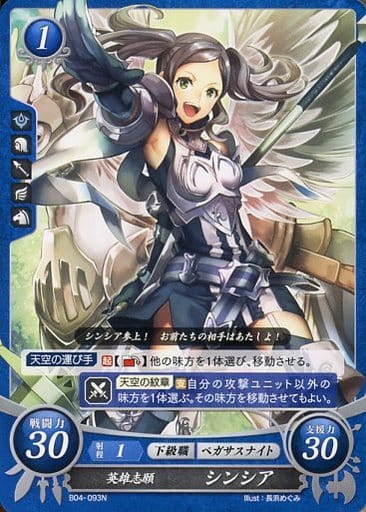 1
シンシア参上! お前たちの相手はあたしよ!
天空の運び手 起【】他の味方を1体選び、移動させる。
天空の紋章 支 自分の攻撃ユニット以外の
味方を1体選ぶ。その味方を移動させてもよい。
戦闘力
30
射程 1 下級職 ペガサスナイト
支援力
30
英雄志願 シンシア
B04-093N Illust:長浜めぐみ